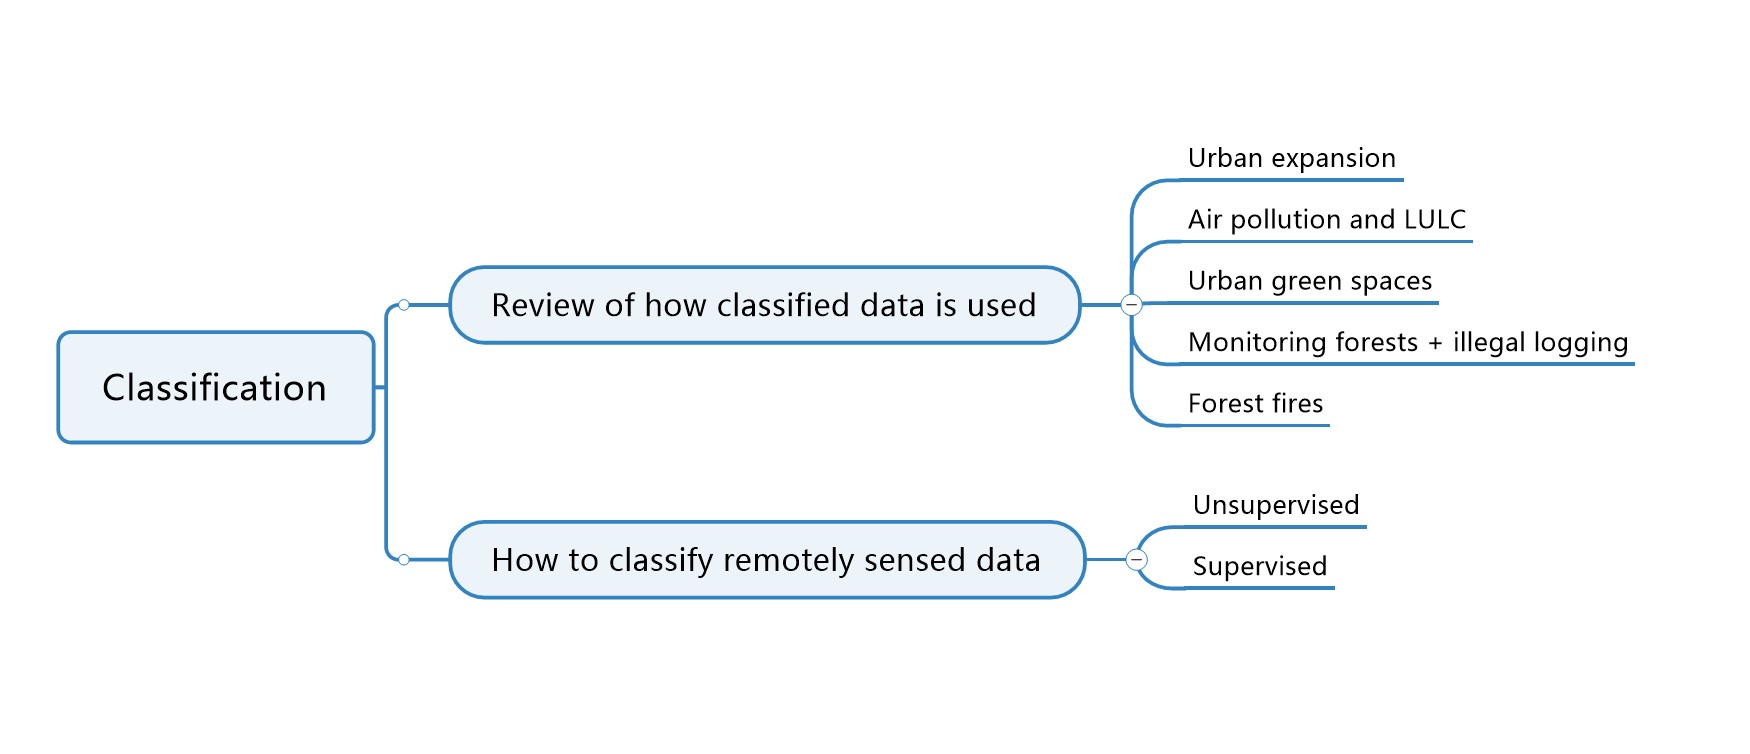 Classification
Review of how classified data is used
Urban expansion
Air pollution and LULC
Urban green spaces
Monitoring forests + illegal logging
Forest fires
How to classify remotely sensed data
Unsupervised
Supervised